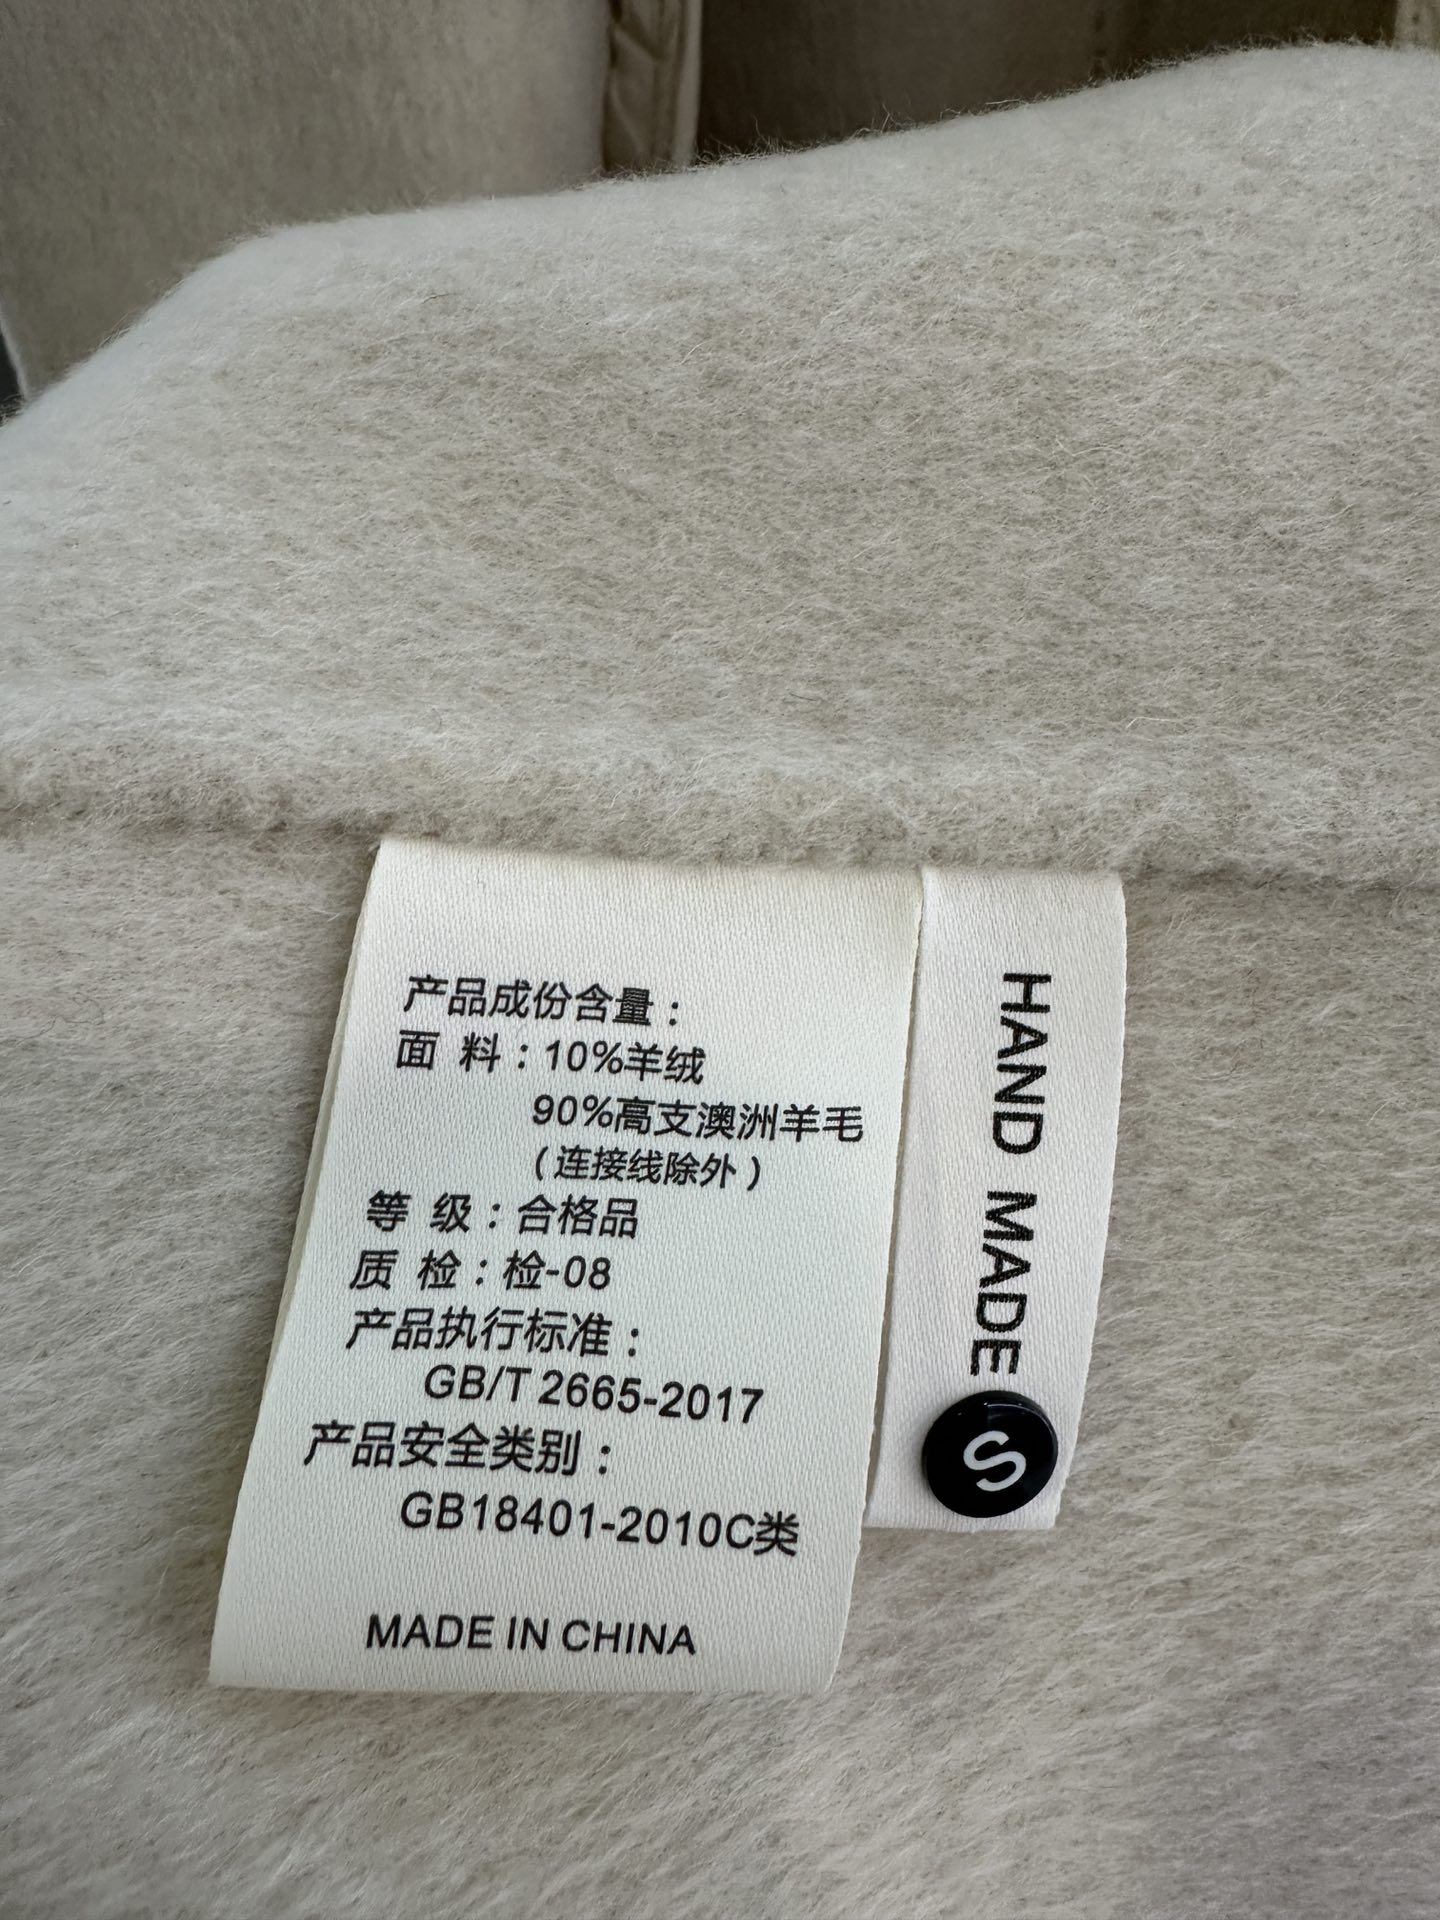 产品成份含量：
面 料：10%羊绒
90%高支澳洲羊毛
（连接线除外）
等 级：合格品
质 检：检-08
产品执行标准：
GB/T 2665-2017
产品安全类别：
GB18401-2010C类
MADE IN CHINA
HAND MADE
S